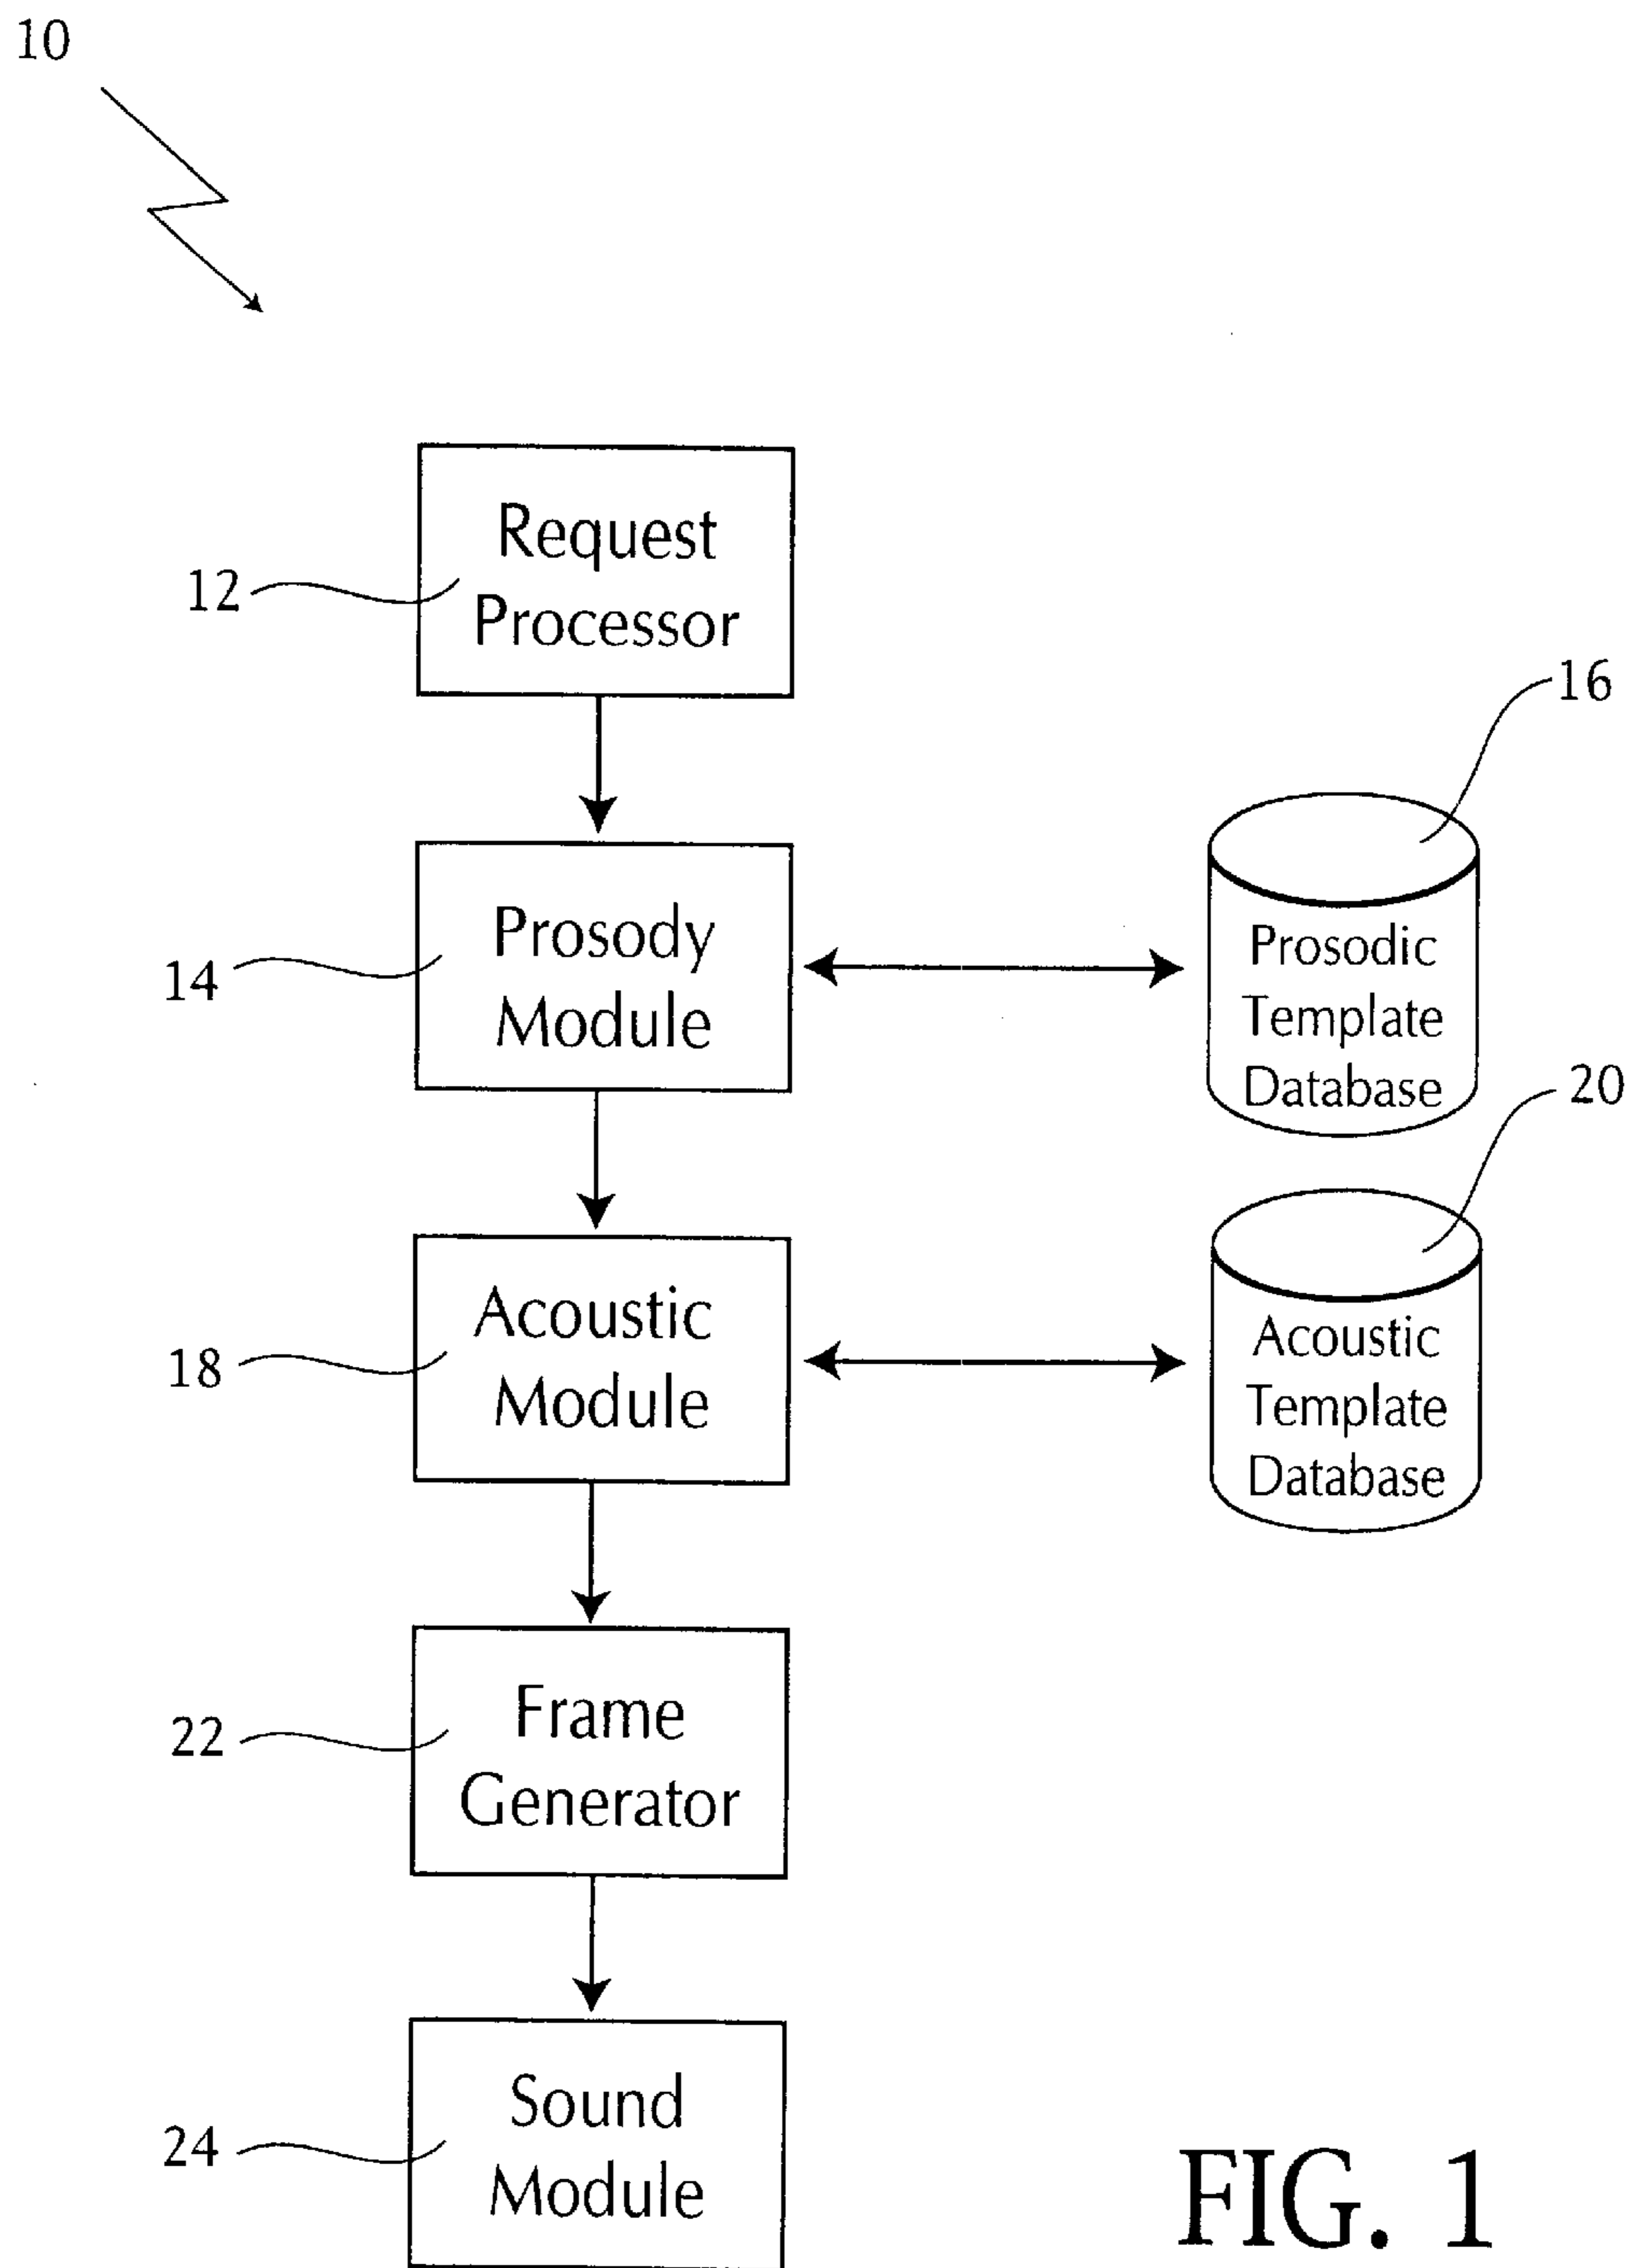 10
Request
Processor
12
16
Prosody
Module
14
Prosodic
Template
Database
20
Acoustic
Module
18
Acoustic
Template
Database
Frame
Generator
22
Sound
Module
24
FIG. 1